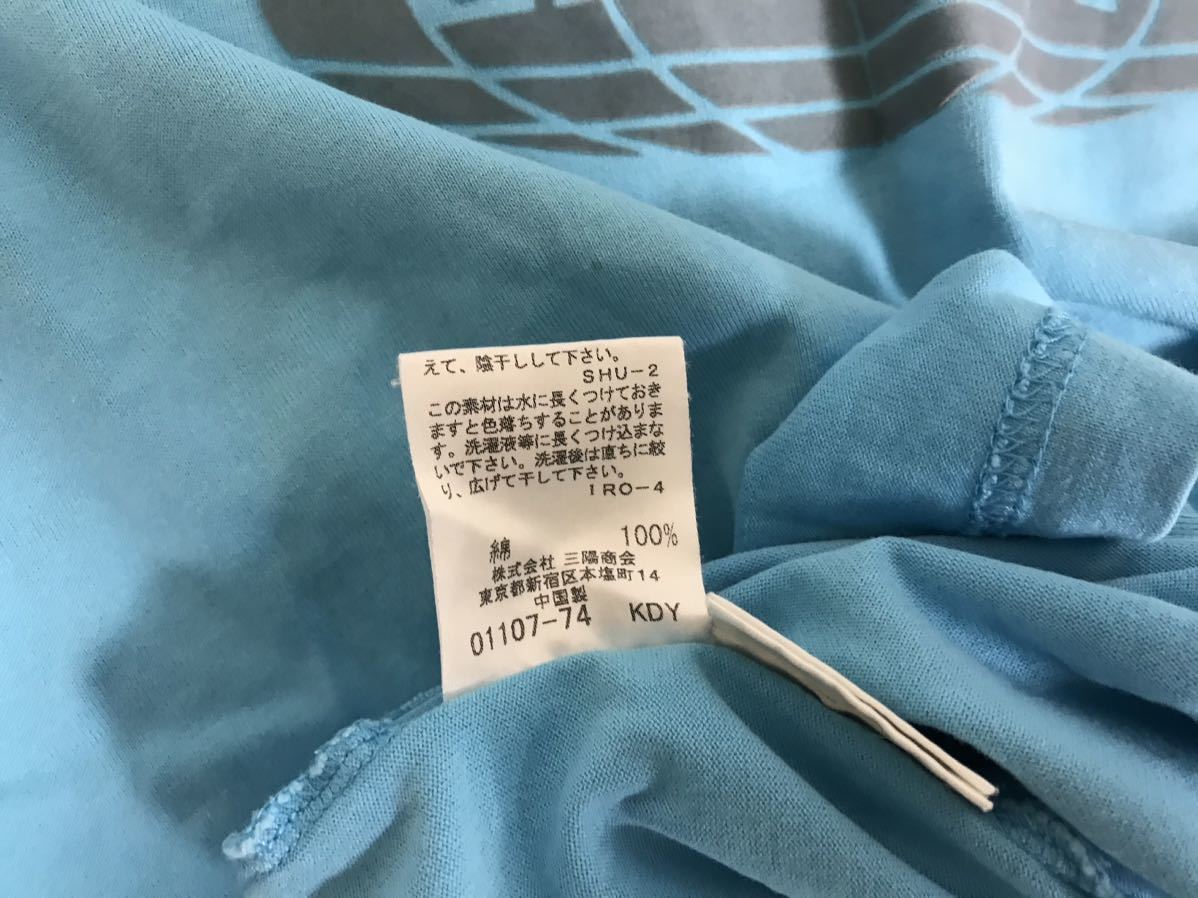 えて、陰干しして下さい。
SHU-2
この素材は水に長くつけておき
ますと色落ちすることがありま
す。洗濯液等に長くつけ込まな
いで下さい。洗濯後は直ちに絞
り、広げて干して下さい。
IRO-4
綿 100%
株式会社 三陽商会
東京都新宿区本塩町14
中国製
01107-74 KDY